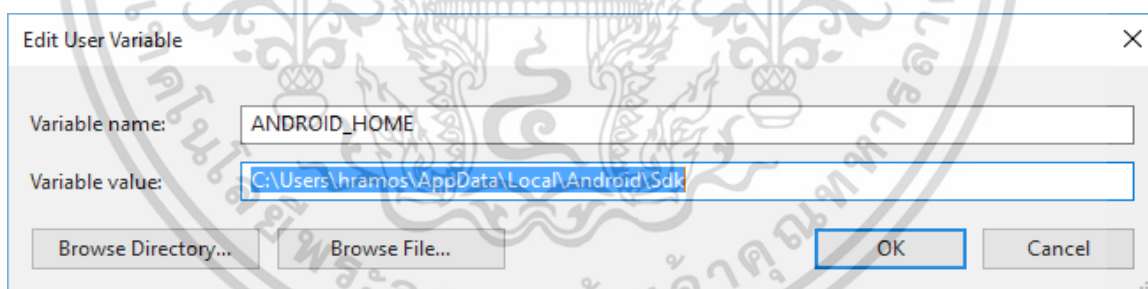 Edit User Variable
Variable name: ANDROID_HOME
Variable value: C:\Users\hramos\AppData\Local\Android\Sdk
Browse Directory... Browse File... OK Cancel